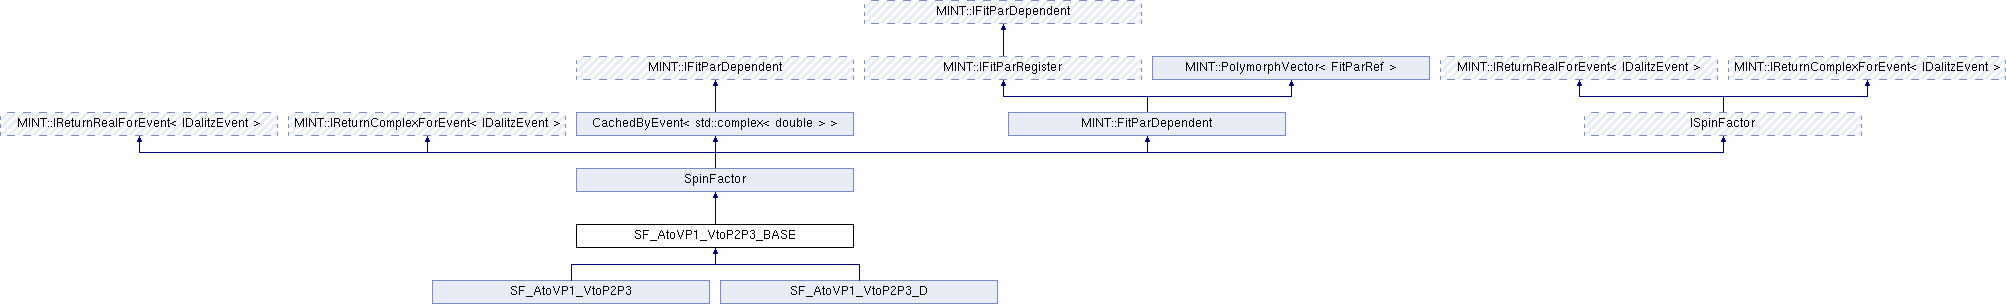 MINT::IFitParDependent
MINT::IFitParDependent
MINT::IFitParRegister
MINT::PolymorphVector< FitParRef >
MINT::IReturnRealForEvent< IDalitzEvent >
MINT::IReturnComplexForEvent< IDalitzEvent >
MINT::IReturnRealForEvent< IDalitzEvent >
MINT::IReturnComplexForEvent< IDalitzEvent >
CachedByEvent< std::complex< double > >
MINT::FitParDependent
ISpinFactor
SpinFactor
SF_AtoVP1_VtoP2P3_BASE
SF_AtoVP1_VtoP2P3
SF_AtoVP1_VtoP2P3_D